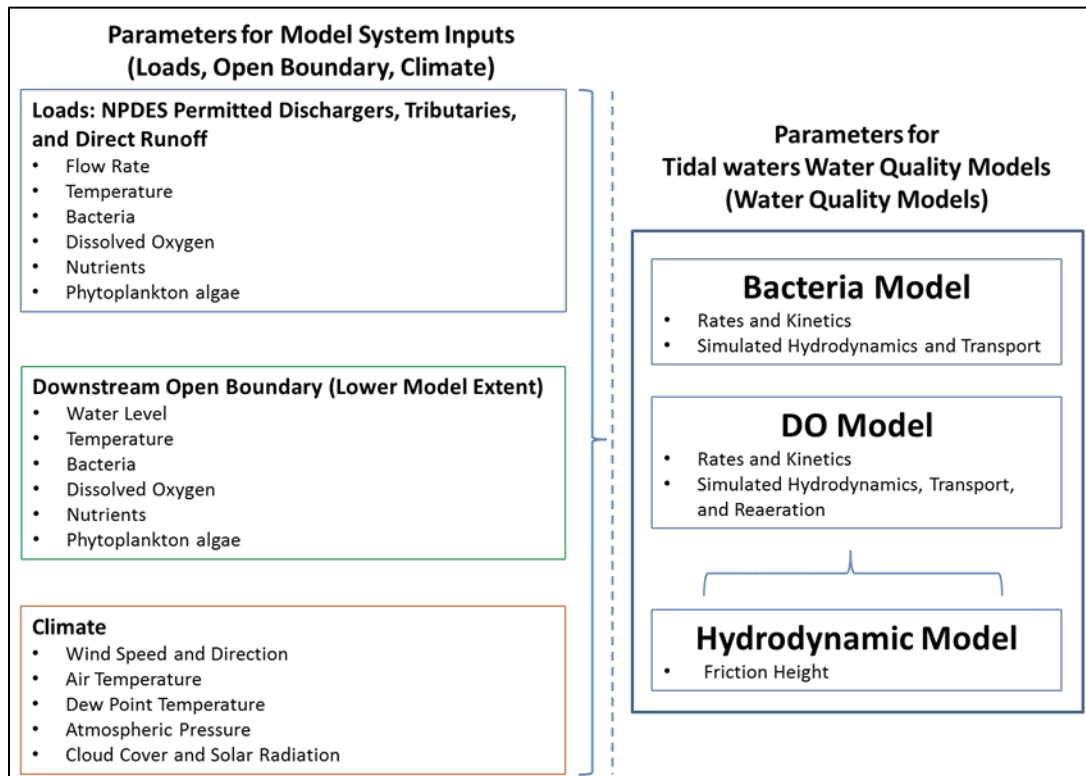 Parameters for Model System Inputs
(Loads, Open Boundary, Climate)
Loads: NPDES Permitted Dischargers, Tributaries,
and Direct Runoff
• Flow Rate
• Temperature
• Bacteria
• Dissolved Oxygen
• Nutrients
• Phytoplankton algae
Downstream Open Boundary (Lower Model Extent)
• Water Level
• Temperature
• Bacteria
• Dissolved Oxygen
• Nutrients
• Phytoplankton algae
Climate
• Wind Speed and Direction
• Air Temperature
• Dew Point Temperature
• Atmospheric Pressure
• Cloud Cover and Solar Radiation
Parameters for
Tidal waters Water Quality Models
(Water Quality Models)
Bacteria Model
• Rates and Kinetics
• Simulated Hydrodynamics and Transport
DO Model
• Rates and Kinetics
• Simulated Hydrodynamics, Transport,
and Reaeration
Hydrodynamic Model
• Friction Height